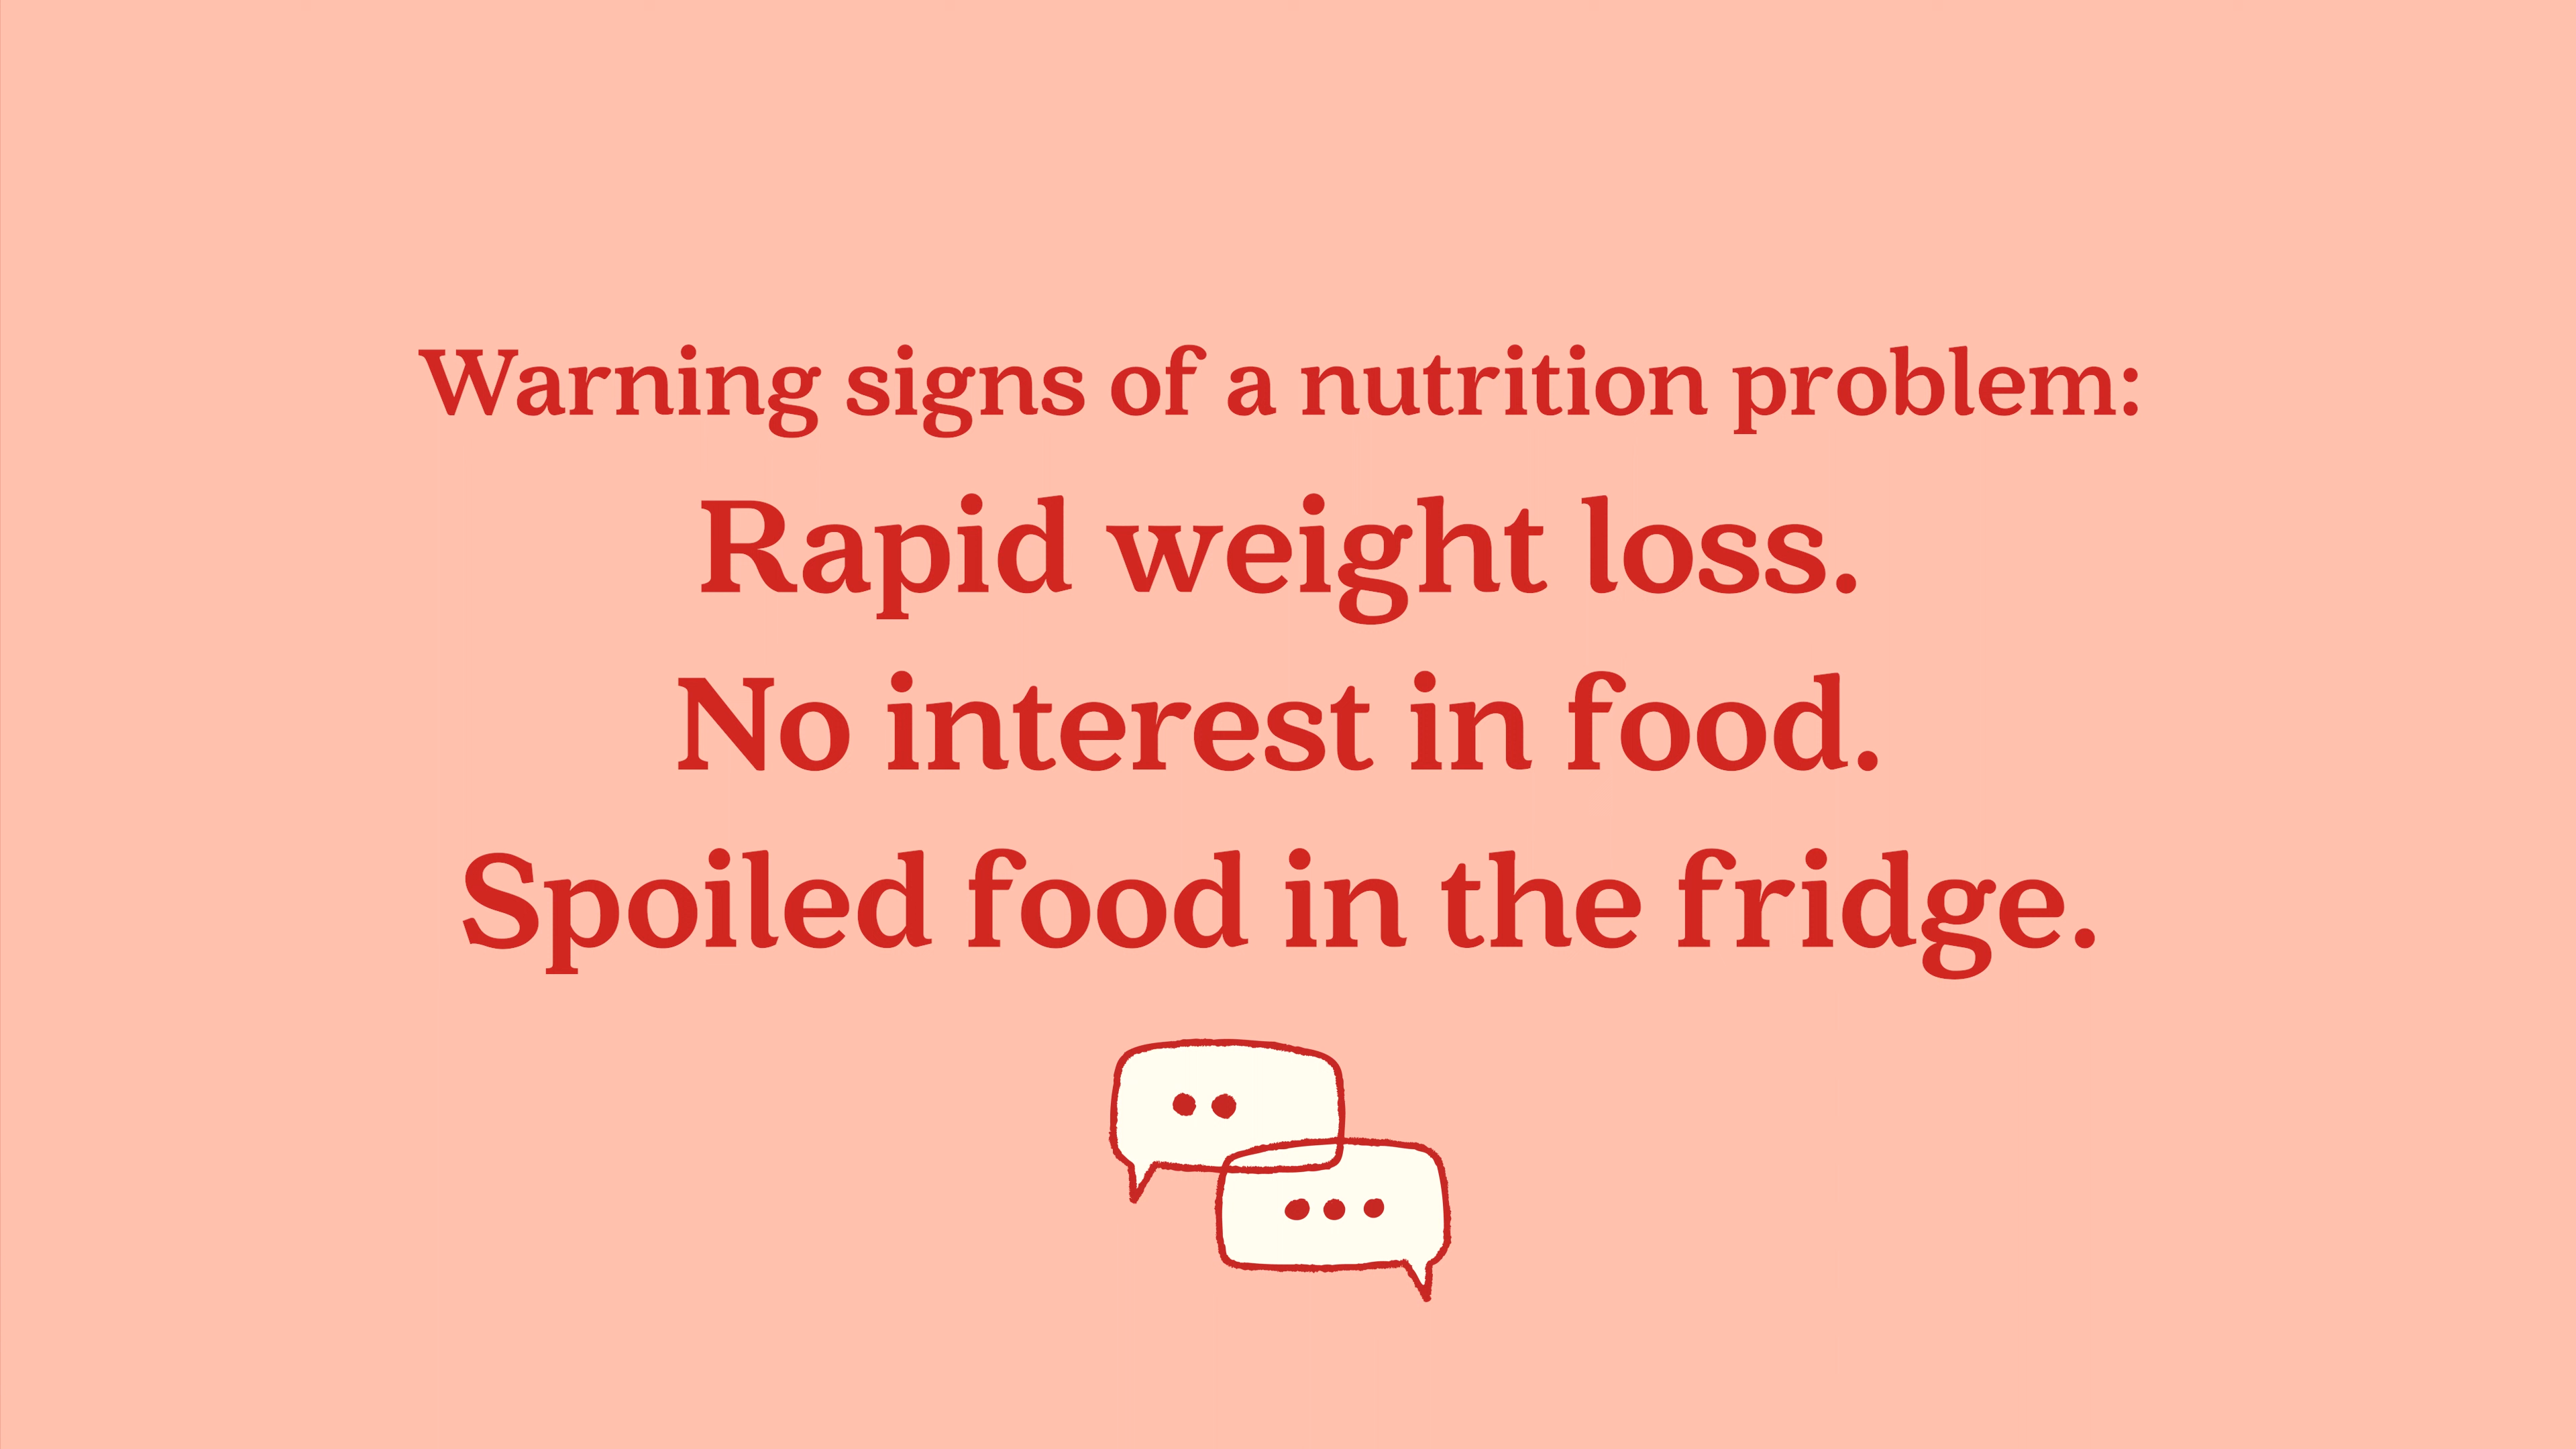 Warning signs of a nutrition problem:
Rapid weight loss.
No interest in food.
Spoiled food in the fridge.